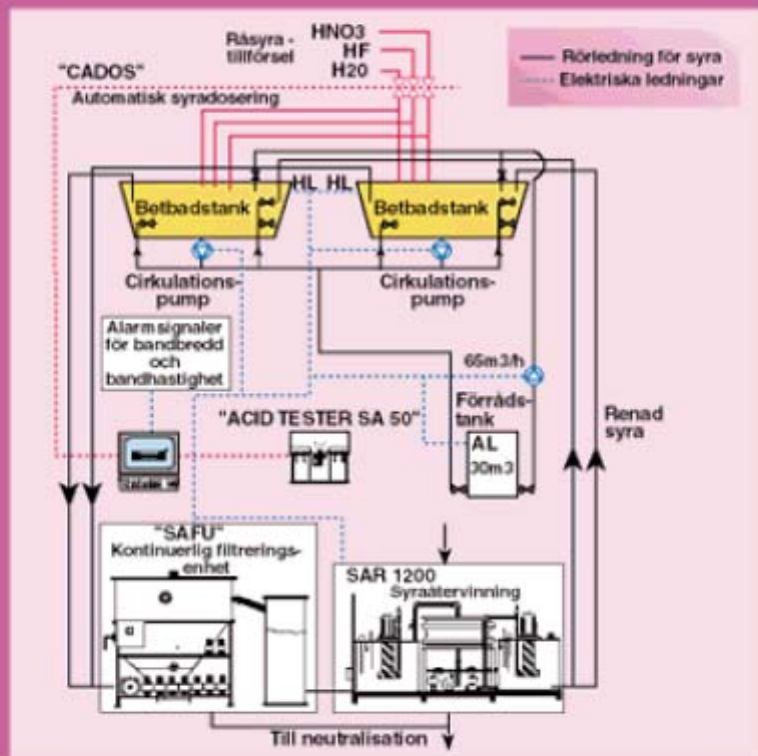 HNO3
Råsyra -
tillförsel
HF
H20
"CADOS"
Automatisk syradosering
Rörledning för syra
Elektriska ledningar
HL HL
Betbadstank
Betbadstank
Cirkulations-
pump
Cirkulations-
pump
Alarmsignaler
för bandbredd
och
bandhastighet
65m3/h
"ACID TESTER SA 50"
Förråds-
tank
AL
30m3
Renad
syra
"SAFU"
Kontinuerlig filtrerings-
enhet
SAR 1200
Syraåtervinning
Till neutralisation